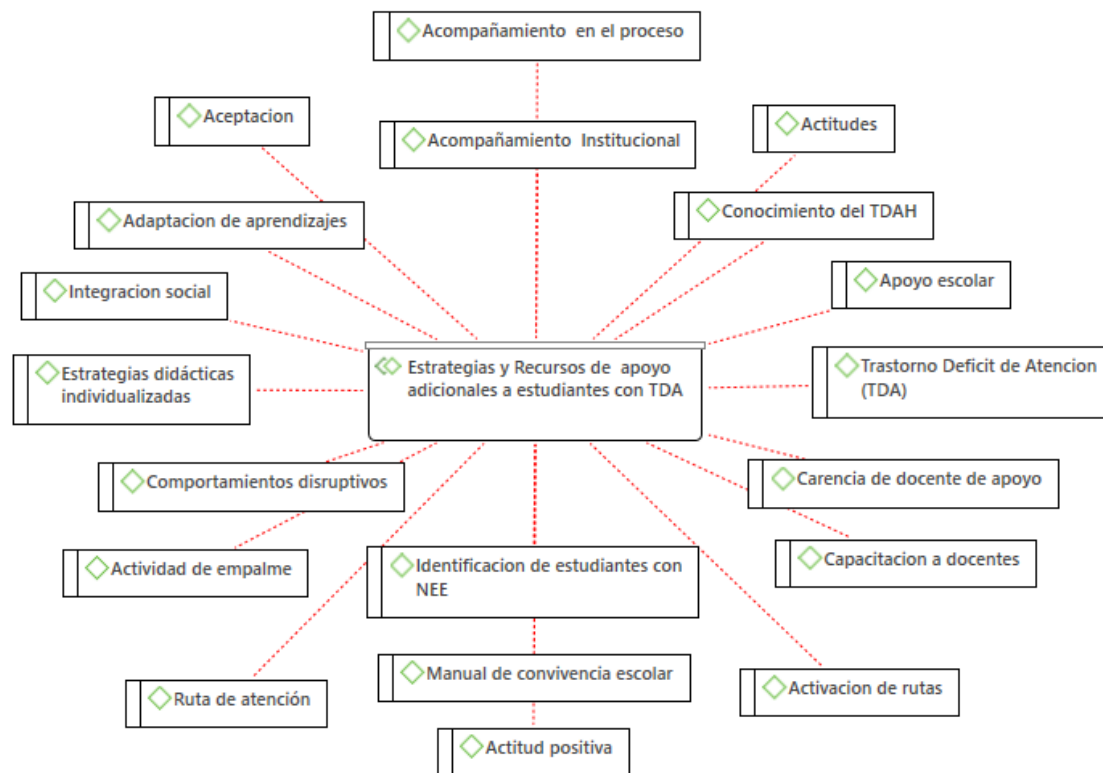 Acompañamiento en el proceso
Aceptacion
Actitudes
Acompañamiento Institucional
Adaptacion de aprendizajes
Conocimiento del TDAH
Integracion social
Apoyo escolar
Estrategias didácticas
individualizadas
Estrategias y Recursos de apoyo
adicionales a estudiantes con TDA
Trastorno Deficit de Atencion
(TDA)
Comportamientos disruptivos
Carencia de docente de apoyo
Actividad de empalme
Identificacion de estudiantes con
NEE
Capacitacion a docentes
Ruta de atención
Manual de convivencia escolar
Activacion de rutas
Actitud positiva